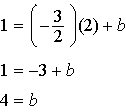 1 = (-3/2)(2) + b
1 = -3 + b
4 = b